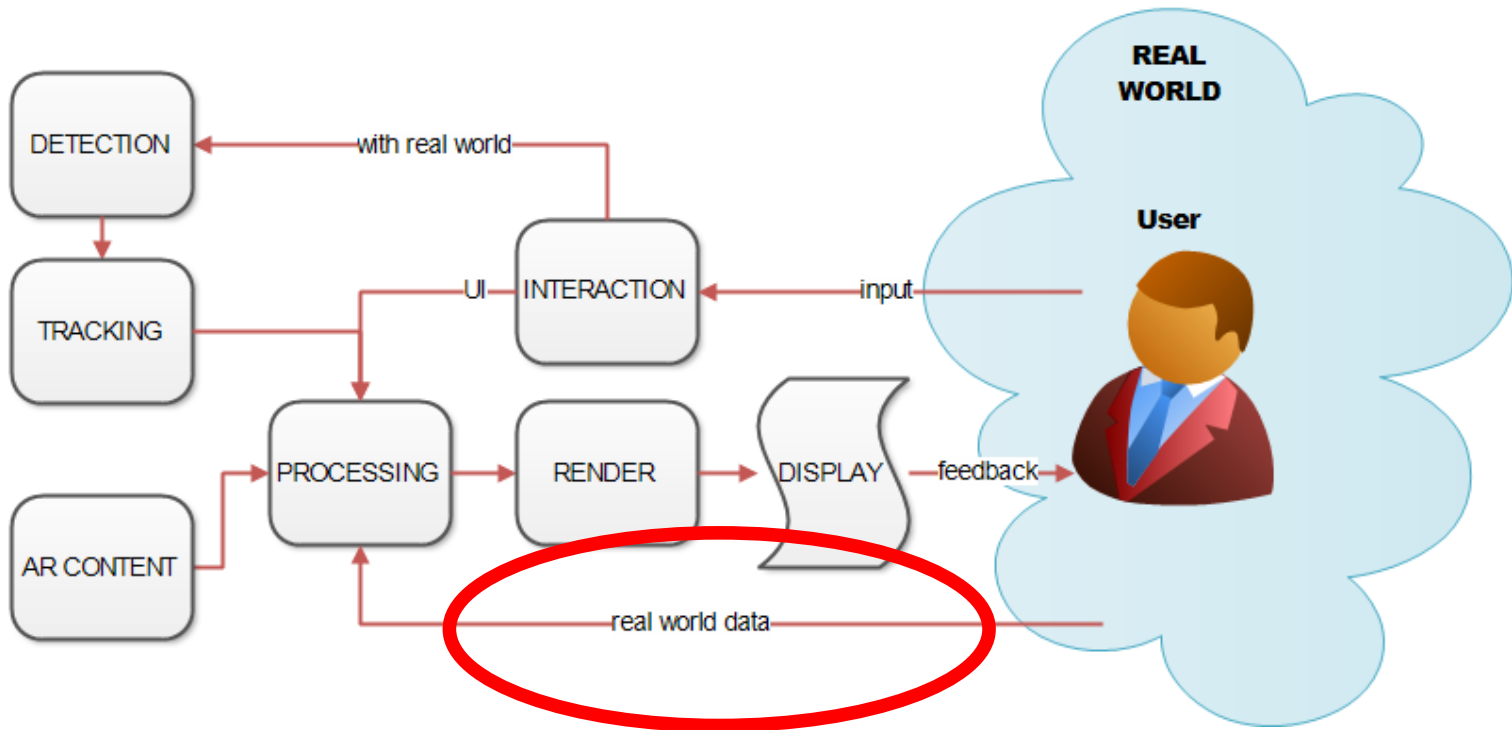 REAL
WORLD
DETECTION
with real world
User
UI
INTERACTION
input
TRACKING
PROCESSING
RENDER
DISPLAY
feedback
AR CONTENT
real world data